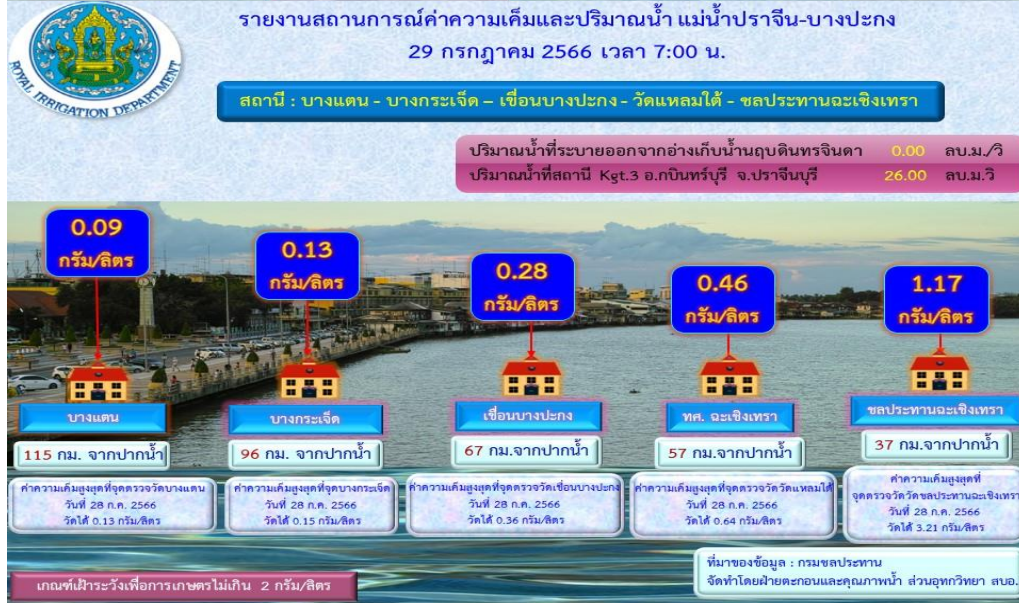 รายงานสถานการณ์ค่าความเค็มและปริมาณน้ำ แม่น้ำปราจีน-บางปะกง
29 กรกฎาคม 2566 เวลา 7:00 น.
ROYAL IRRIGATION DEPARTMENT
สถานี : บางแตน - บางกระเจ็ด – เขื่อนบางปะกง - วัดแหลมใต้ - ชลประทานฉะเชิงเทรา
ปริมาณน้ำที่ระบายออกจากอ่างเก็บน้ำนฤบดินทรจินดา 0.00 ลบ.ม./วิ
ปริมาณน้ำที่สถานี Kgt.3 อ.กบินทร์บุรี จ.ปราจีนบุรี 26.00 ลบ.ม.วิ
0.09
กรัม/ลิตร
0.13
กรัม/ลิตร
0.28
กรัม/ลิตร
0.46
กรัม/ลิตร
1.17
กรัม/ลิตร
บางแตน
บางกระเจ็ด
เขื่อนบางปะกง
ทศ. ฉะเชิงเทรา
ชลประทานฉะเชิงเทรา
115 กม. จากปากน้ำ
96 กม. จากปากน้ำ
67 กม.จากปากน้ำ
57 กม.จากปากน้ำ
37 กม.จากปากน้ำ
ค่าความเค็มสูงสุดที่จุดตรวจวัดบางแตน
วันที่ 28 ก.ค. 2566
วัดได้ 0.13 กรัม/ลิตร
ค่าความเค็มสูงสุดที่จุดบางกระเจ็ด
วันที่ 28 ก.ค. 2566
วัดได้ 0.15 กรัม/ลิตร
ค่าความเค็มสูงสุดที่จุดตรวจวัดเขื่อนบางปะกง
วันที่ 28 ก.ค. 2566
วัดได้ 0.36 กรัม/ลิตร
ค่าความเค็มสูงสุดที่จุดตรวจวัดวัดแหลมใต้
วันที่ 28 ก.ค. 2566
วัดได้ 0.64 กรัม/ลิตร
ค่าความเค็มสูงสุดที่
จุดตรวจวัดวัดชลประทานฉะเชิงเทรา
วันที่ 28 ก.ค. 2566
วัดได้ 3.21 กรัม/ลิตร
เกณฑ์เฝ้าระวังเพื่อการเกษตรไม่เกิน 2 กรัม/ลิตร
ที่มาของข้อมูล : กรมชลประทาน
จัดทำโดยฝ่ายตะกอนและคุณภาพน้ำ ส่วนอุทกวิทยา สบอ.